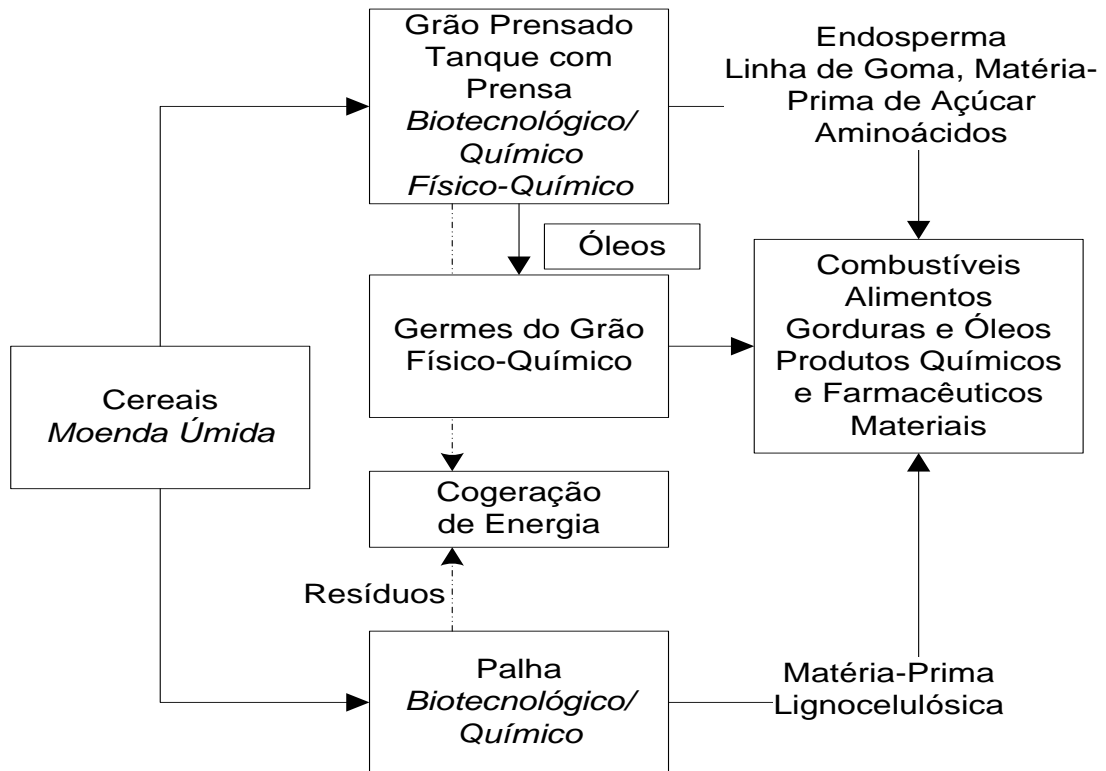 Grão Prensado
Tanque com
Prensa
Biotecnológico/
Químico
Físico-Químico
Endosperma
Linha de Goma, Matéria-
Prima de Açúcar
Aminoácidos
Óleos
Combustíveis
Alimentos
Gorduras e Óleos
Produtos Químicos
e Farmacêuticos
Materiais
Germes do Grão
Físico-Químico
Cereais
Moenda Úmida
Cogeração
de Energia
Resíduos
Palha
Biotecnológico/
Químico
Matéria-Prima
Lignocelulósica